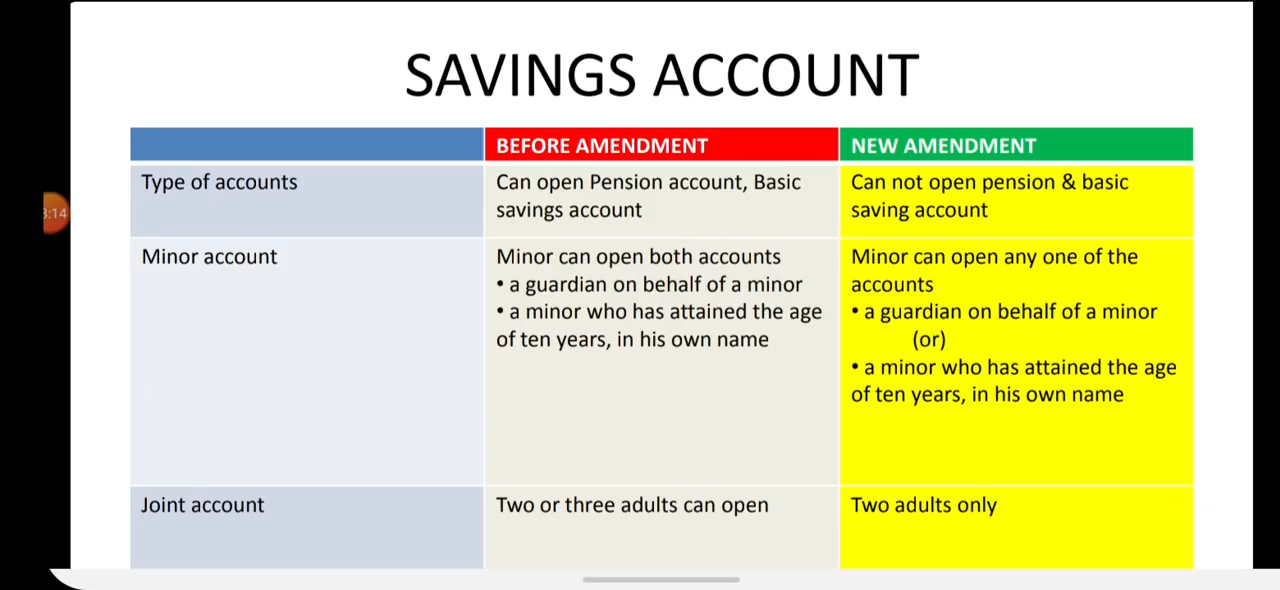 SAVINGS ACCOUNT
BEFORE AMENDMENT
NEW AMENDMENT
Type of accounts
Can open Pension account, Basic
savings account
Can not open pension & basic
saving account
Minor account
Minor can open both accounts
• a guardian on behalf of a minor
• a minor who has attained the age
of ten years, in his own name
Minor can open any one of the
accounts
• a guardian on behalf of a minor
(or)
• a minor who has attained the age
of ten years, in his own name
Joint account
Two or three adults can open
Two adults only